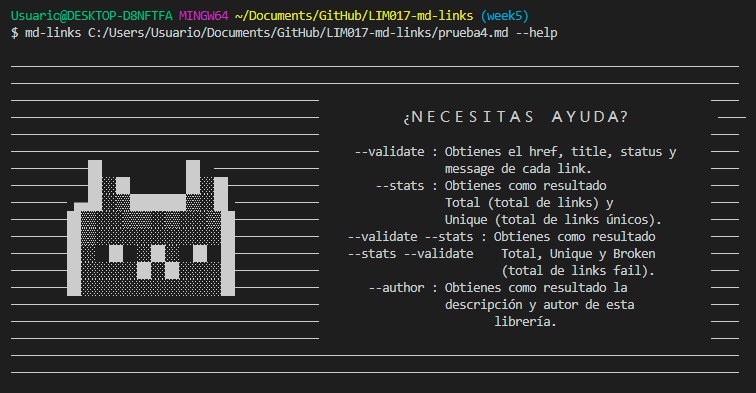 Usuario@DESKTOP-D8NFTFA MINGW64 ~/Documents/GitHub/LIM017-md-links (week5)
$ md-links C:/Users/Usuario/Documents/GitHub/LIM017-md-links/prueba4.md --help
¿NECESITAS AYUDA?
--validate : Obtienes el href, title, status y
message de cada link.
--stats : Obtienes como resultado
Total (total de links) y
Unique (total de links únicos).
--validate --stats : Obtienes como resultado
--stats --validate Total, Unique y Broken
(total de links fail).
--author : Obtienes como resultado la
descripción y autor de esta
librería.